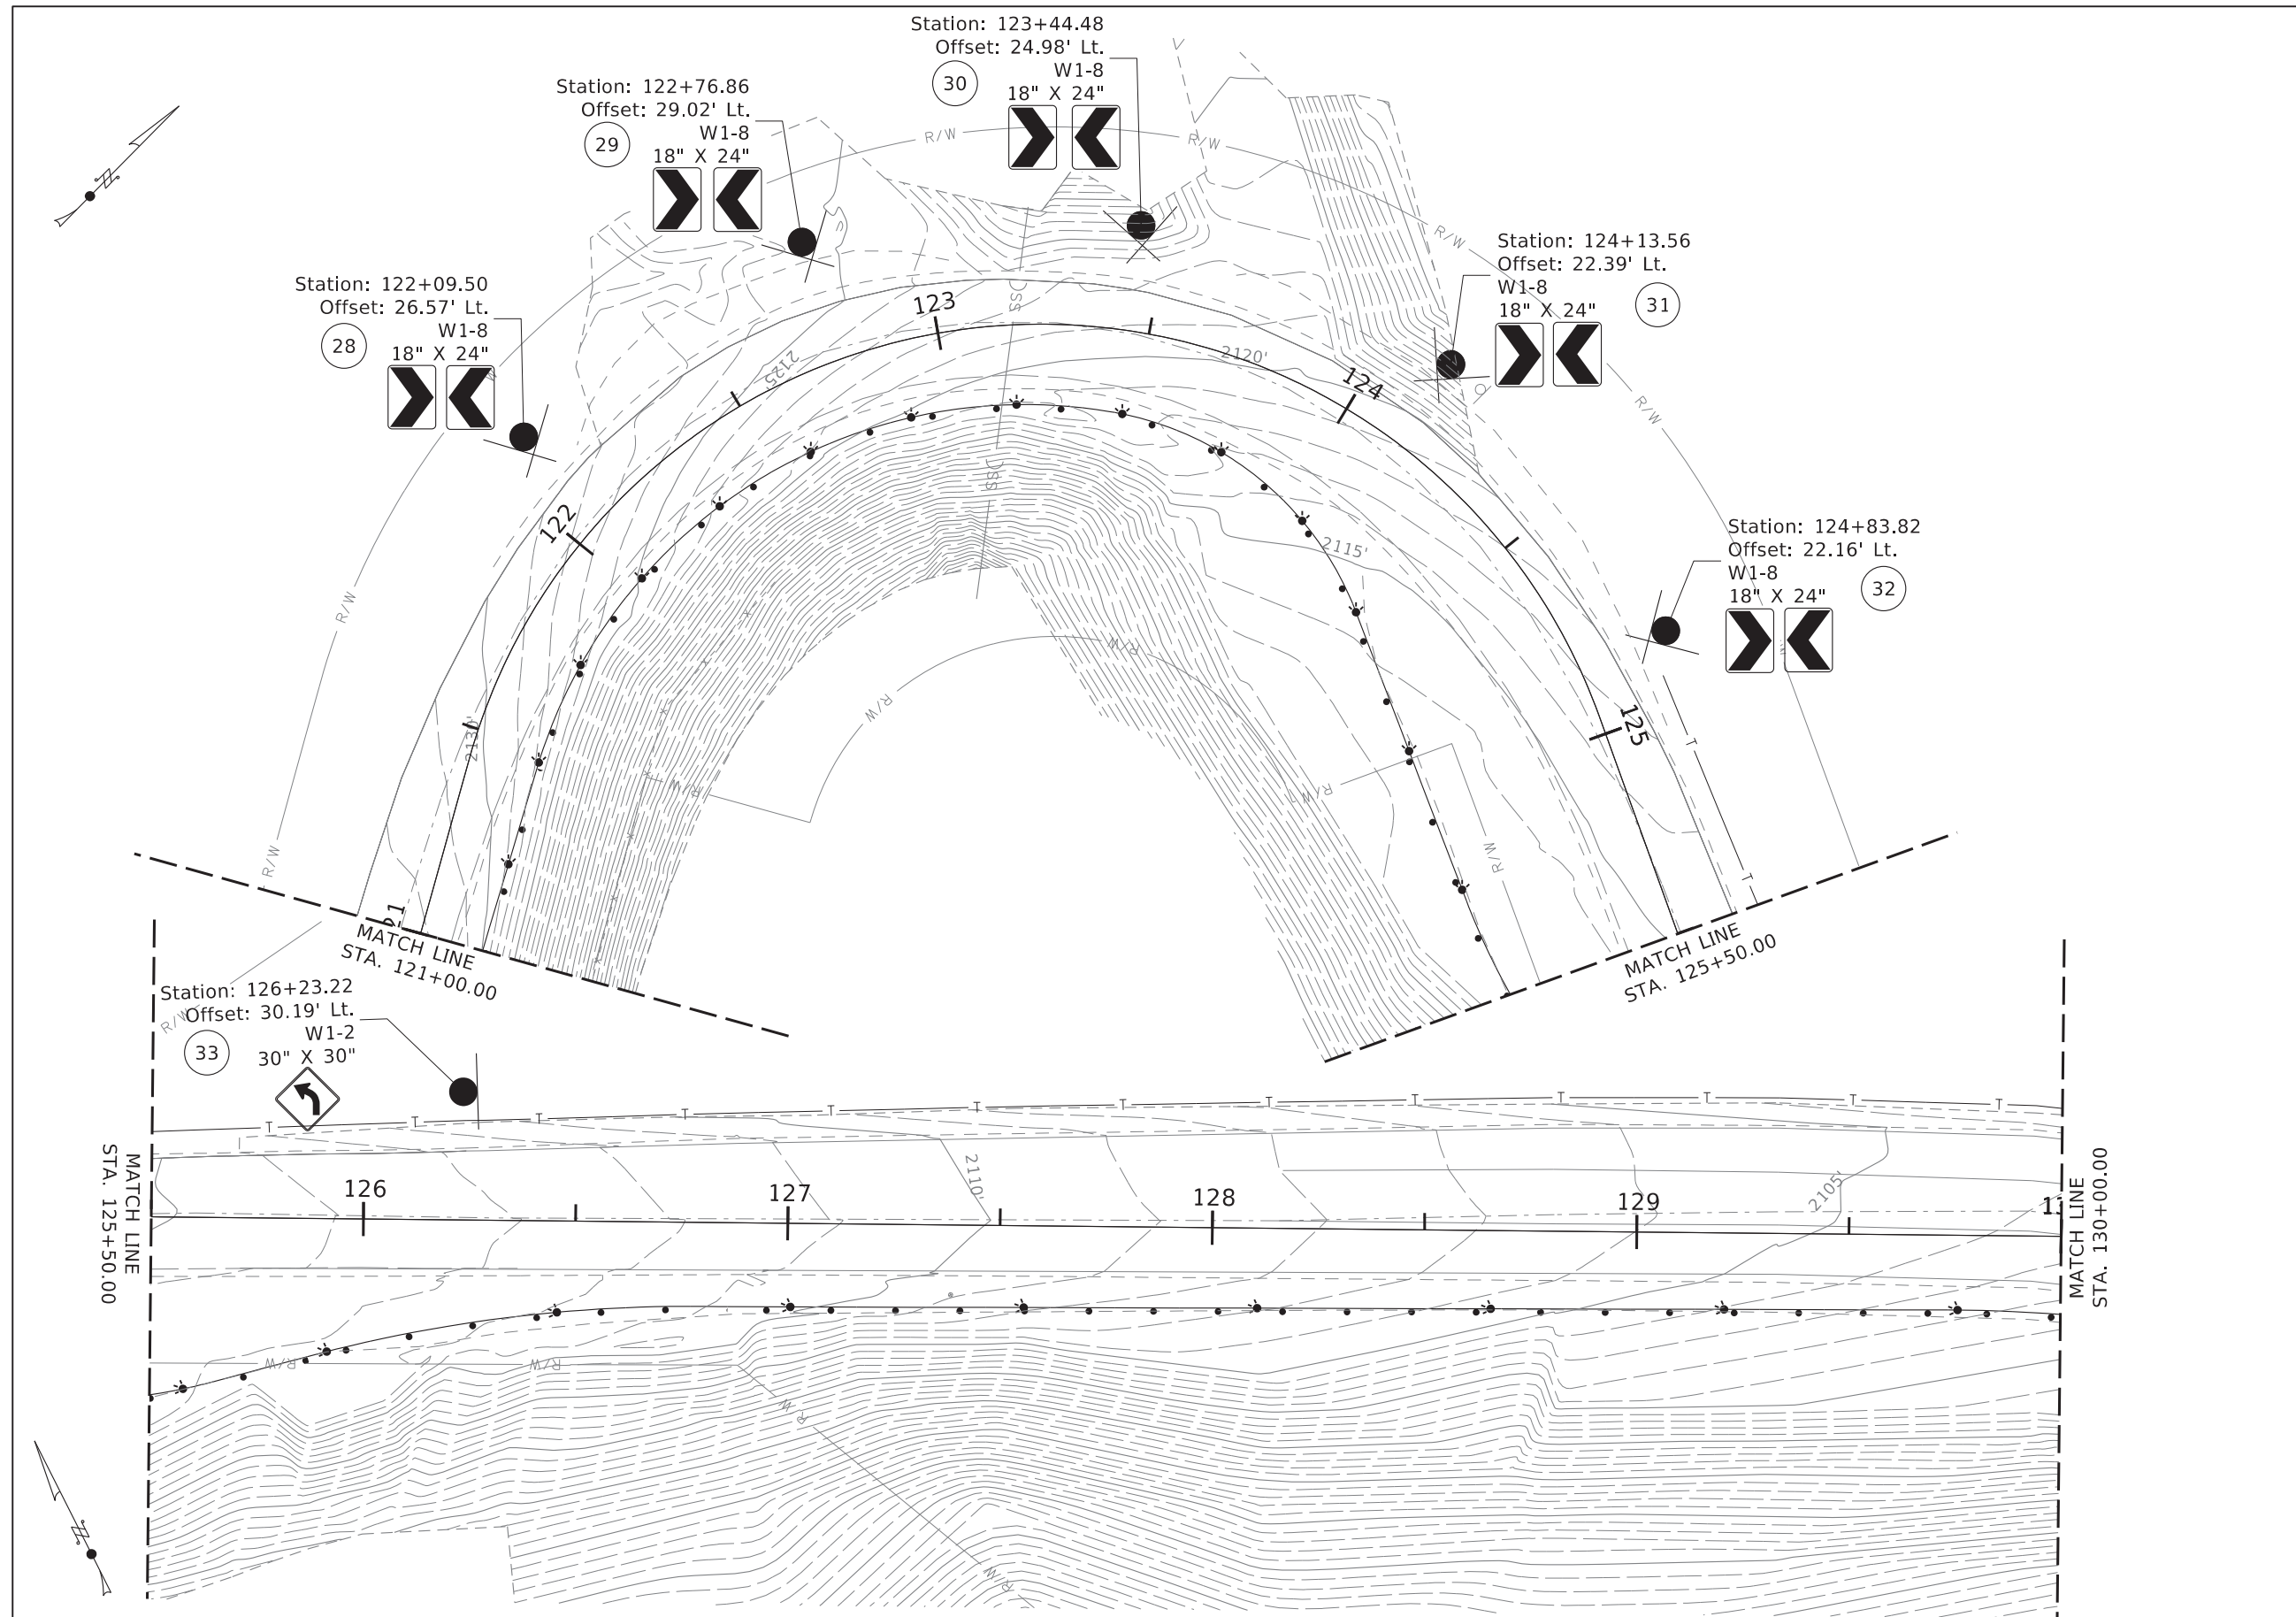 Station: 123+44.48
Offset: 24.98' Lt.
W1-8
18" X 24"
30
Station: 122+76.86
Offset: 29.02' Lt.
W1-8
18" X 24"
29
Station: 122+09.50
Offset: 26.57' Lt.
W1-8
18" X 24"
28
Station: 124+13.56
Offset: 22.39' Lt.
W1-8
18" X 24"
31
Station: 124+83.82
Offset: 22.16' Lt.
W1-8
18" X 24"
32
R/W
R/W
R/W
R/W
R/W
R/W
R/W
R/W
R/W
R/W
R/W
122
123
124
125
2130'
2125'
2120'
2115'
SS
SS
T
T
21
MATCH LINE
STA. 121+00.00
MATCH LINE
STA. 125+50.00
Station: 126+23.22
Offset: 30.19' Lt.
W1-2
30" X 30"
33
R/W
T
T
T
T
T
T
T
T
T
T
T
T
T
MATCH LINE
STA. 125+50.00
126
127
128
129
2110'
2105'
MATCH LINE
STA. 130+00.00
R/W
R/W
R W
R/W